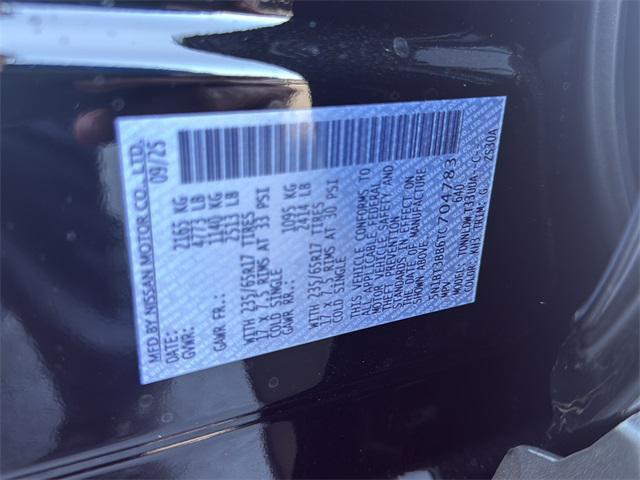 MFD.BY NISSAN MOTOR CO.,LTD.
DATE: 09/25
GVWR: 2165 KG
4773 LB
GAWR FR.: 1140 KG
2513 LB
WITH 235/65R17 TIRES
17 X 7.5 RIMS AT 33 PSI
COLD SINGLE
GAWR RR.: 1095 KG
2414 LB
WITH 235/65R17 TIRES
17 X 7.5 RIMS AT 30 PSI
COLD SINGLE
THIS VEHICLE CONFORMS TO
ALL APPLICABLE FEDERAL
MOTOR VEHICLE SAFETY, AND
THEFT PREVENTION
STANDARDS IN EFFECT ON
THE DATE OF MANUFACTURE
SHOWN ABOVE.
704783
MPV 640
MODEL:
COLOR: KH3 TRIM: G ZS30A